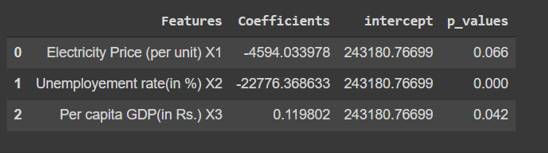 Features Coefficients intercept p_values
0 Electricity Price (per unit) X1 -4594.033978 243180.76699 0.066
1 Unemployement rate(in %) X2 -22776.368633 243180.76699 0.000
2 Per capita GDP(in Rs.) X3 0.119802 243180.76699 0.042